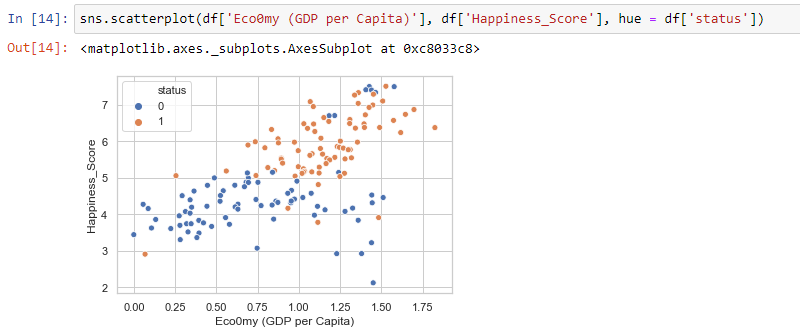 In [14]: sns.scatterplot(df['Eco0my (GDP per Capita)'], df['Happiness_Score'], hue = df['status'])
Out[14]: <matplotlib.axes._subplots.AxesSubplot at 0xc8033c8>
status
0
1
7
6
5
4
3
2
Happiness_Score
0.00 0.25 0.50 0.75 1.00 1.25 1.50 1.75
Eco0my (GDP per Capita)